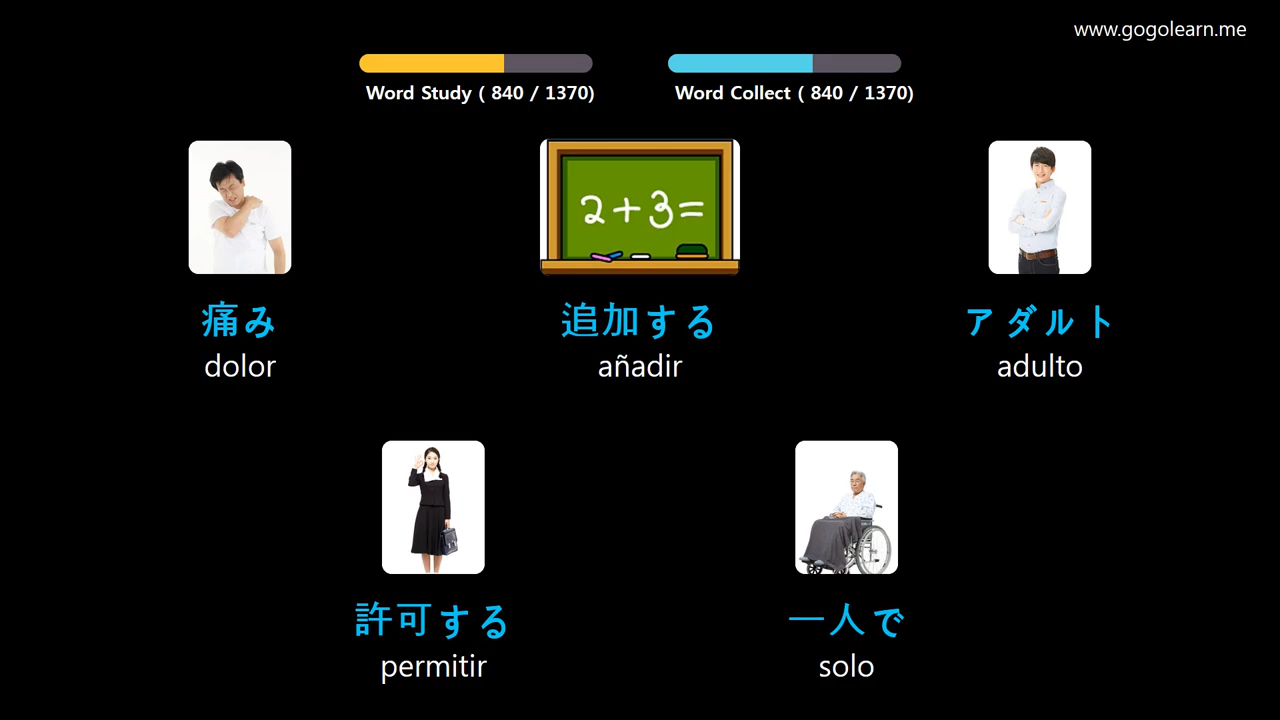 www.gogolearn.me
Word Study ( 840 / 1370)
Word Collect ( 840 / 1370)
2+3=
痛み
dolor
追加する
añadir
アダルト
adulto
許可する
permitir
一人で
solo